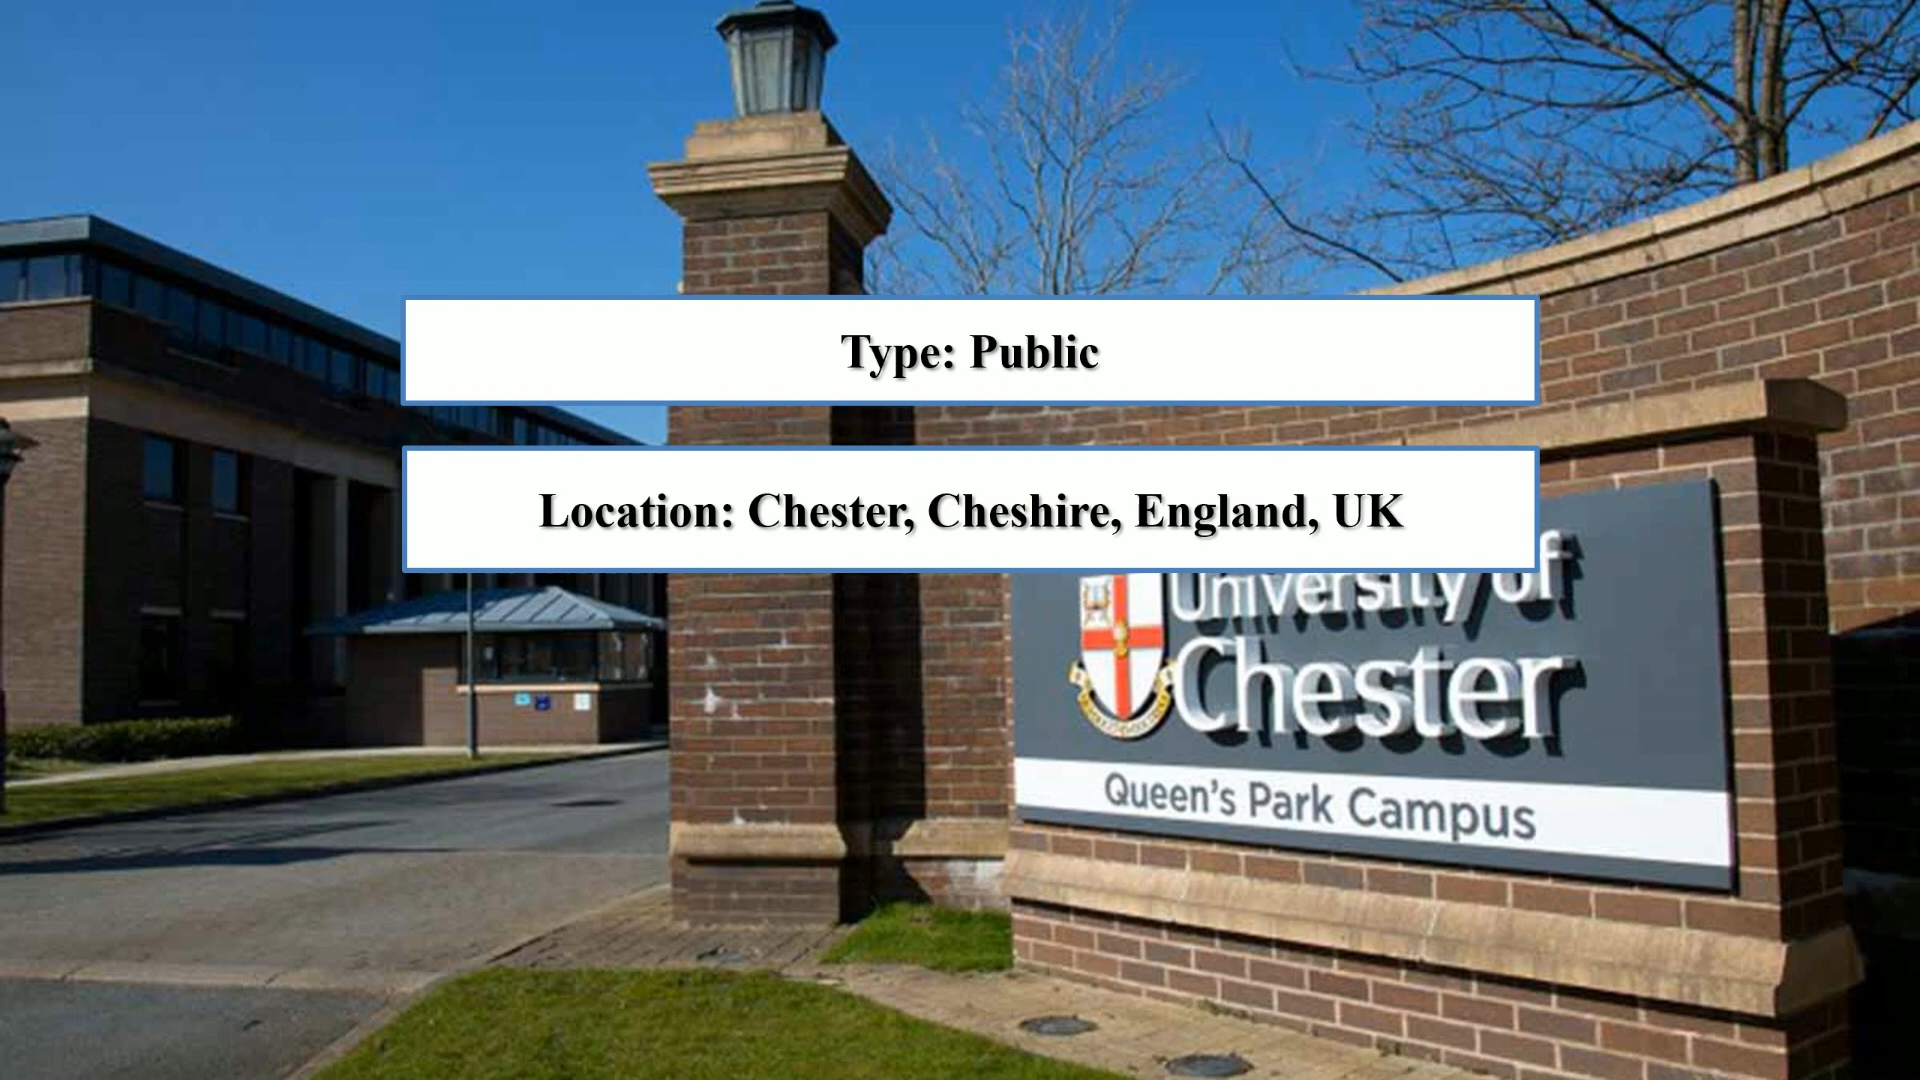 Type: Public
Location: Chester, Cheshire, England, UK
University of
Chester
Queen's Park Campus